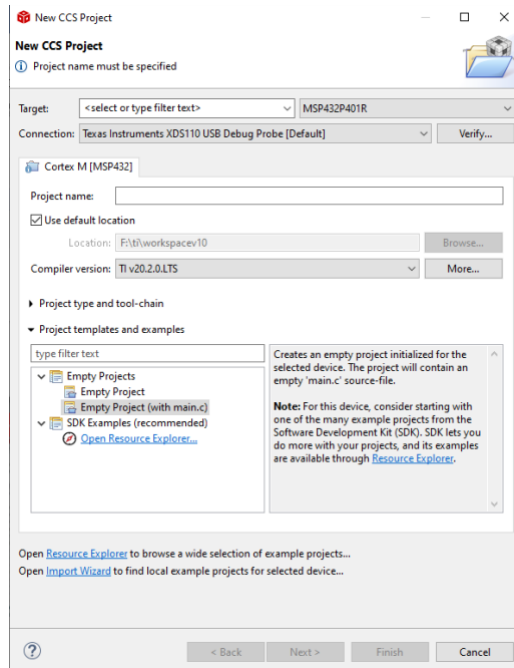 New CCS Project
New CCS Project
Project name must be specified
Target: <select or type filter text> MSP432P401R
Connection: Texas Instruments XDS110 USB Debug Probe [Default] Verify...
Cortex M [MSP432]
Project name:
Use default location
Location: F:\ti\workspacev10 Browse...
Compiler version: TI v20.2.0.LTS More...
Project type and tool-chain
Project templates and examples
type filter text
Empty Projects
Empty Project
Empty Project (with main.c)
SDK Examples (recommended)
Open Resource Explorer...
Creates an empty project initialized for the
selected device. The project will contain an
empty 'main.c' source-file.
Note: For this device, consider starting with
one of the many example projects from the
Software Development Kit (SDK). SDK lets you
do more with your projects, and its examples
are available through Resource Explorer.
Open Resource Explorer to browse a wide selection of example projects...
Open Import Wizard to find local example projects for selected device...
? < Back Next > Finish Cancel